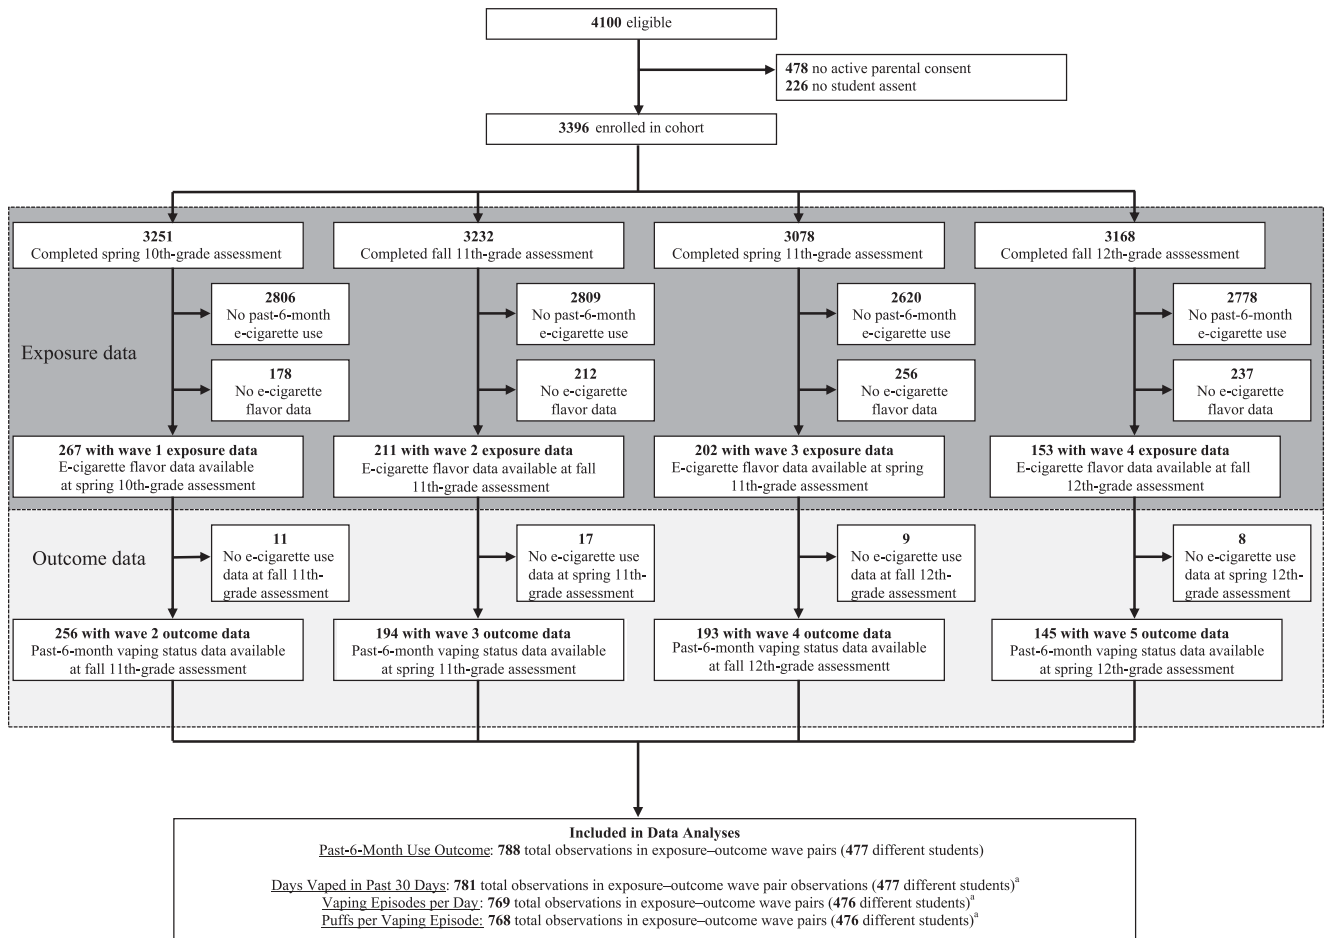 4100 eligible
478 no active parental consent
226 no student assent
3396 enrolled in cohort
3251
Completed spring 10th-grade assessment
3232
Completed fall 11th-grade assessment
3078
Completed spring 11th-grade assessment
3168
Completed fall 12th-grade asssessment
2806
No past-6-month
e-cigarette use
2809
No past-6-month
e-cigarette use
2620
No past-6-month
e-cigarette use
2778
No past-6-month
e-cigarette use
Exposure data
178
No e-cigarette
flavor data
212
No e-cigarette
flavor data
256
No e-cigarette
flavor data
237
No e-cigarette
flavor data
267 with wave 1 exposure data
E-cigarette flavor data available
at spring 10th-grade assessment
211 with wave 2 exposure data
E-cigarette flavor data available at fall
11th-grade assessment
202 with wave 3 exposure data
E-cigarette flavor data available at spring
11th-grade assessment
153 with wave 4 exposure data
E-cigarette flavor data available at fall
12th-grade assessment
Outcome data
11
No e-cigarette use
data at fall 11th-
grade assessment
17
No e-cigarette use
data at spring 11th-
grade assessment
9
No e-cigarette use
data at fall 12th-
grade assessment
8
No e-cigarette use
data at spring 12th-
grade assessment
256 with wave 2 outcome data
Past-6-month vaping status data available
at fall 11th-grade assessment
194 with wave 3 outcome data
Past-6-month vaping status data available
at spring 11th-grade assessment
193 with wave 4 outcome data
Past-6-month vaping status data available
at fall 12th-grade assessmentt
145 with wave 5 outcome data
Past-6-month vaping status data available
at spring 12th-grade assessment
Included in Data Analyses
Past-6-Month Use Outcome: 788 total observations in exposure–outcome wave pairs (477 different students)
Days Vaped in Past 30 Days: 781 total observations in exposure–outcome wave pair observations (477 different students)a
Vaping Episodes per Day: 769 total observations in exposure–outcome wave pairs (476 different students)a
Puffs per Vaping Episode: 768 total observations in exposure–outcome wave pairs (476 different students)a